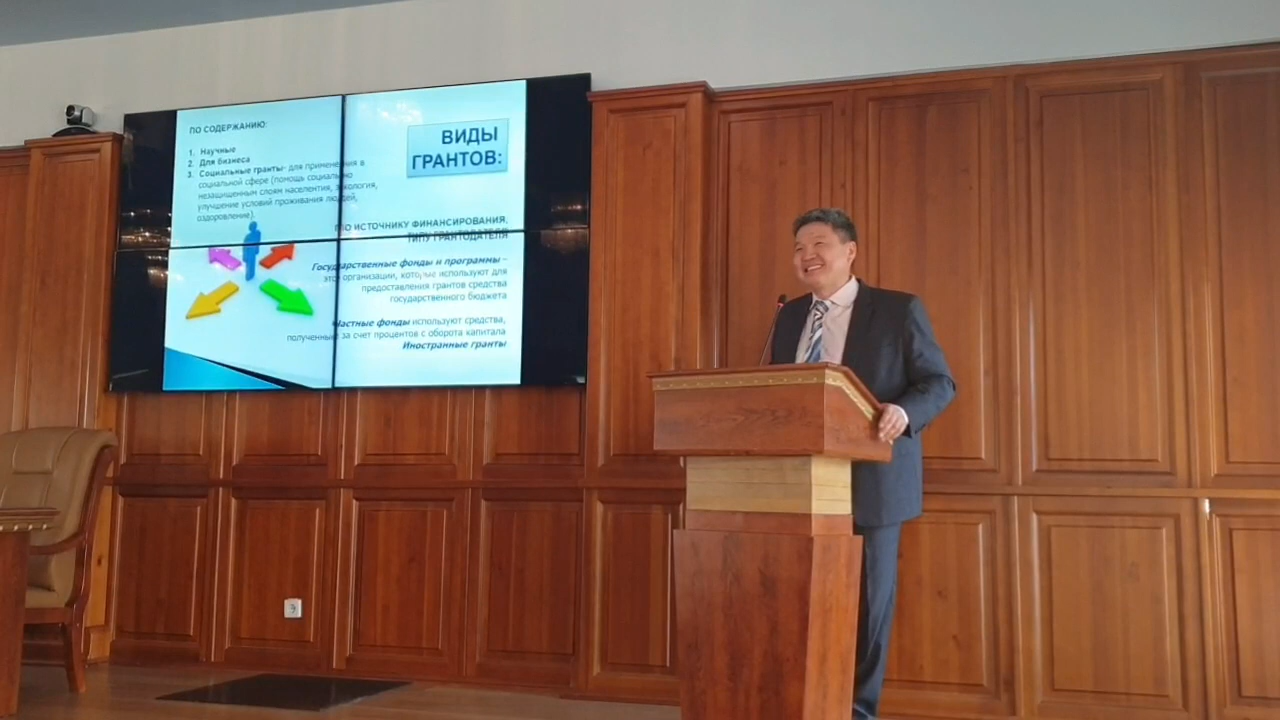 ПО СОДЕРЖАНИЮ:
1. Научные
2. Для бизнеса
3. Социальные гранты- для применения в
социальной сфере (помощь социально
незащищенным слоям населентия, экология,
улучшение условий проживания людей,
оздоровление).
ВИДЫ
ГРАНТОВ:
ПО ИСТОЧНИКУ ФИНАНСИРОВАНИЯ,
ТИПУ ГРАНТОДАТЕЛЯ
Государственные фонды и программы –
это организации, которые используют для
предоставления грантов средства
государственного бюджета
Частные фонды используют средства,
полученные за счет процентов с оборота капитала
Иностранные гранты